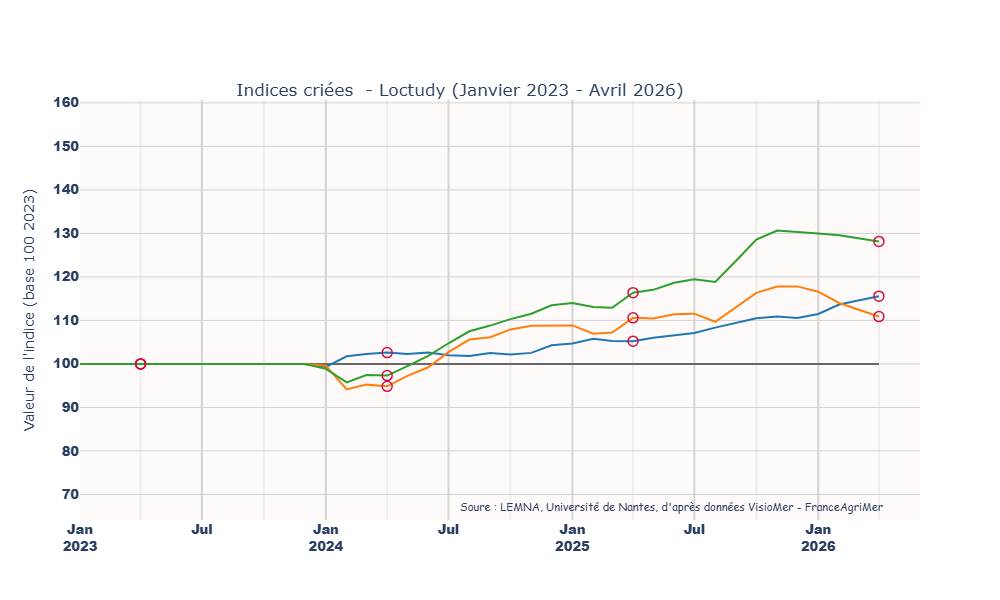 Indices criées  - Loctudy (Janvier 2023 - Avril 2026)
Valeur de l'indice (base 100 2023)
160
150
140
130
120
110
100
90
80
70
Soure : LEMNA, Université de Nantes, d'après données VisioMer - FranceAgriMer
Jan Jul Jan Jul Jan Jul Jan
2023 2024 2025 2026